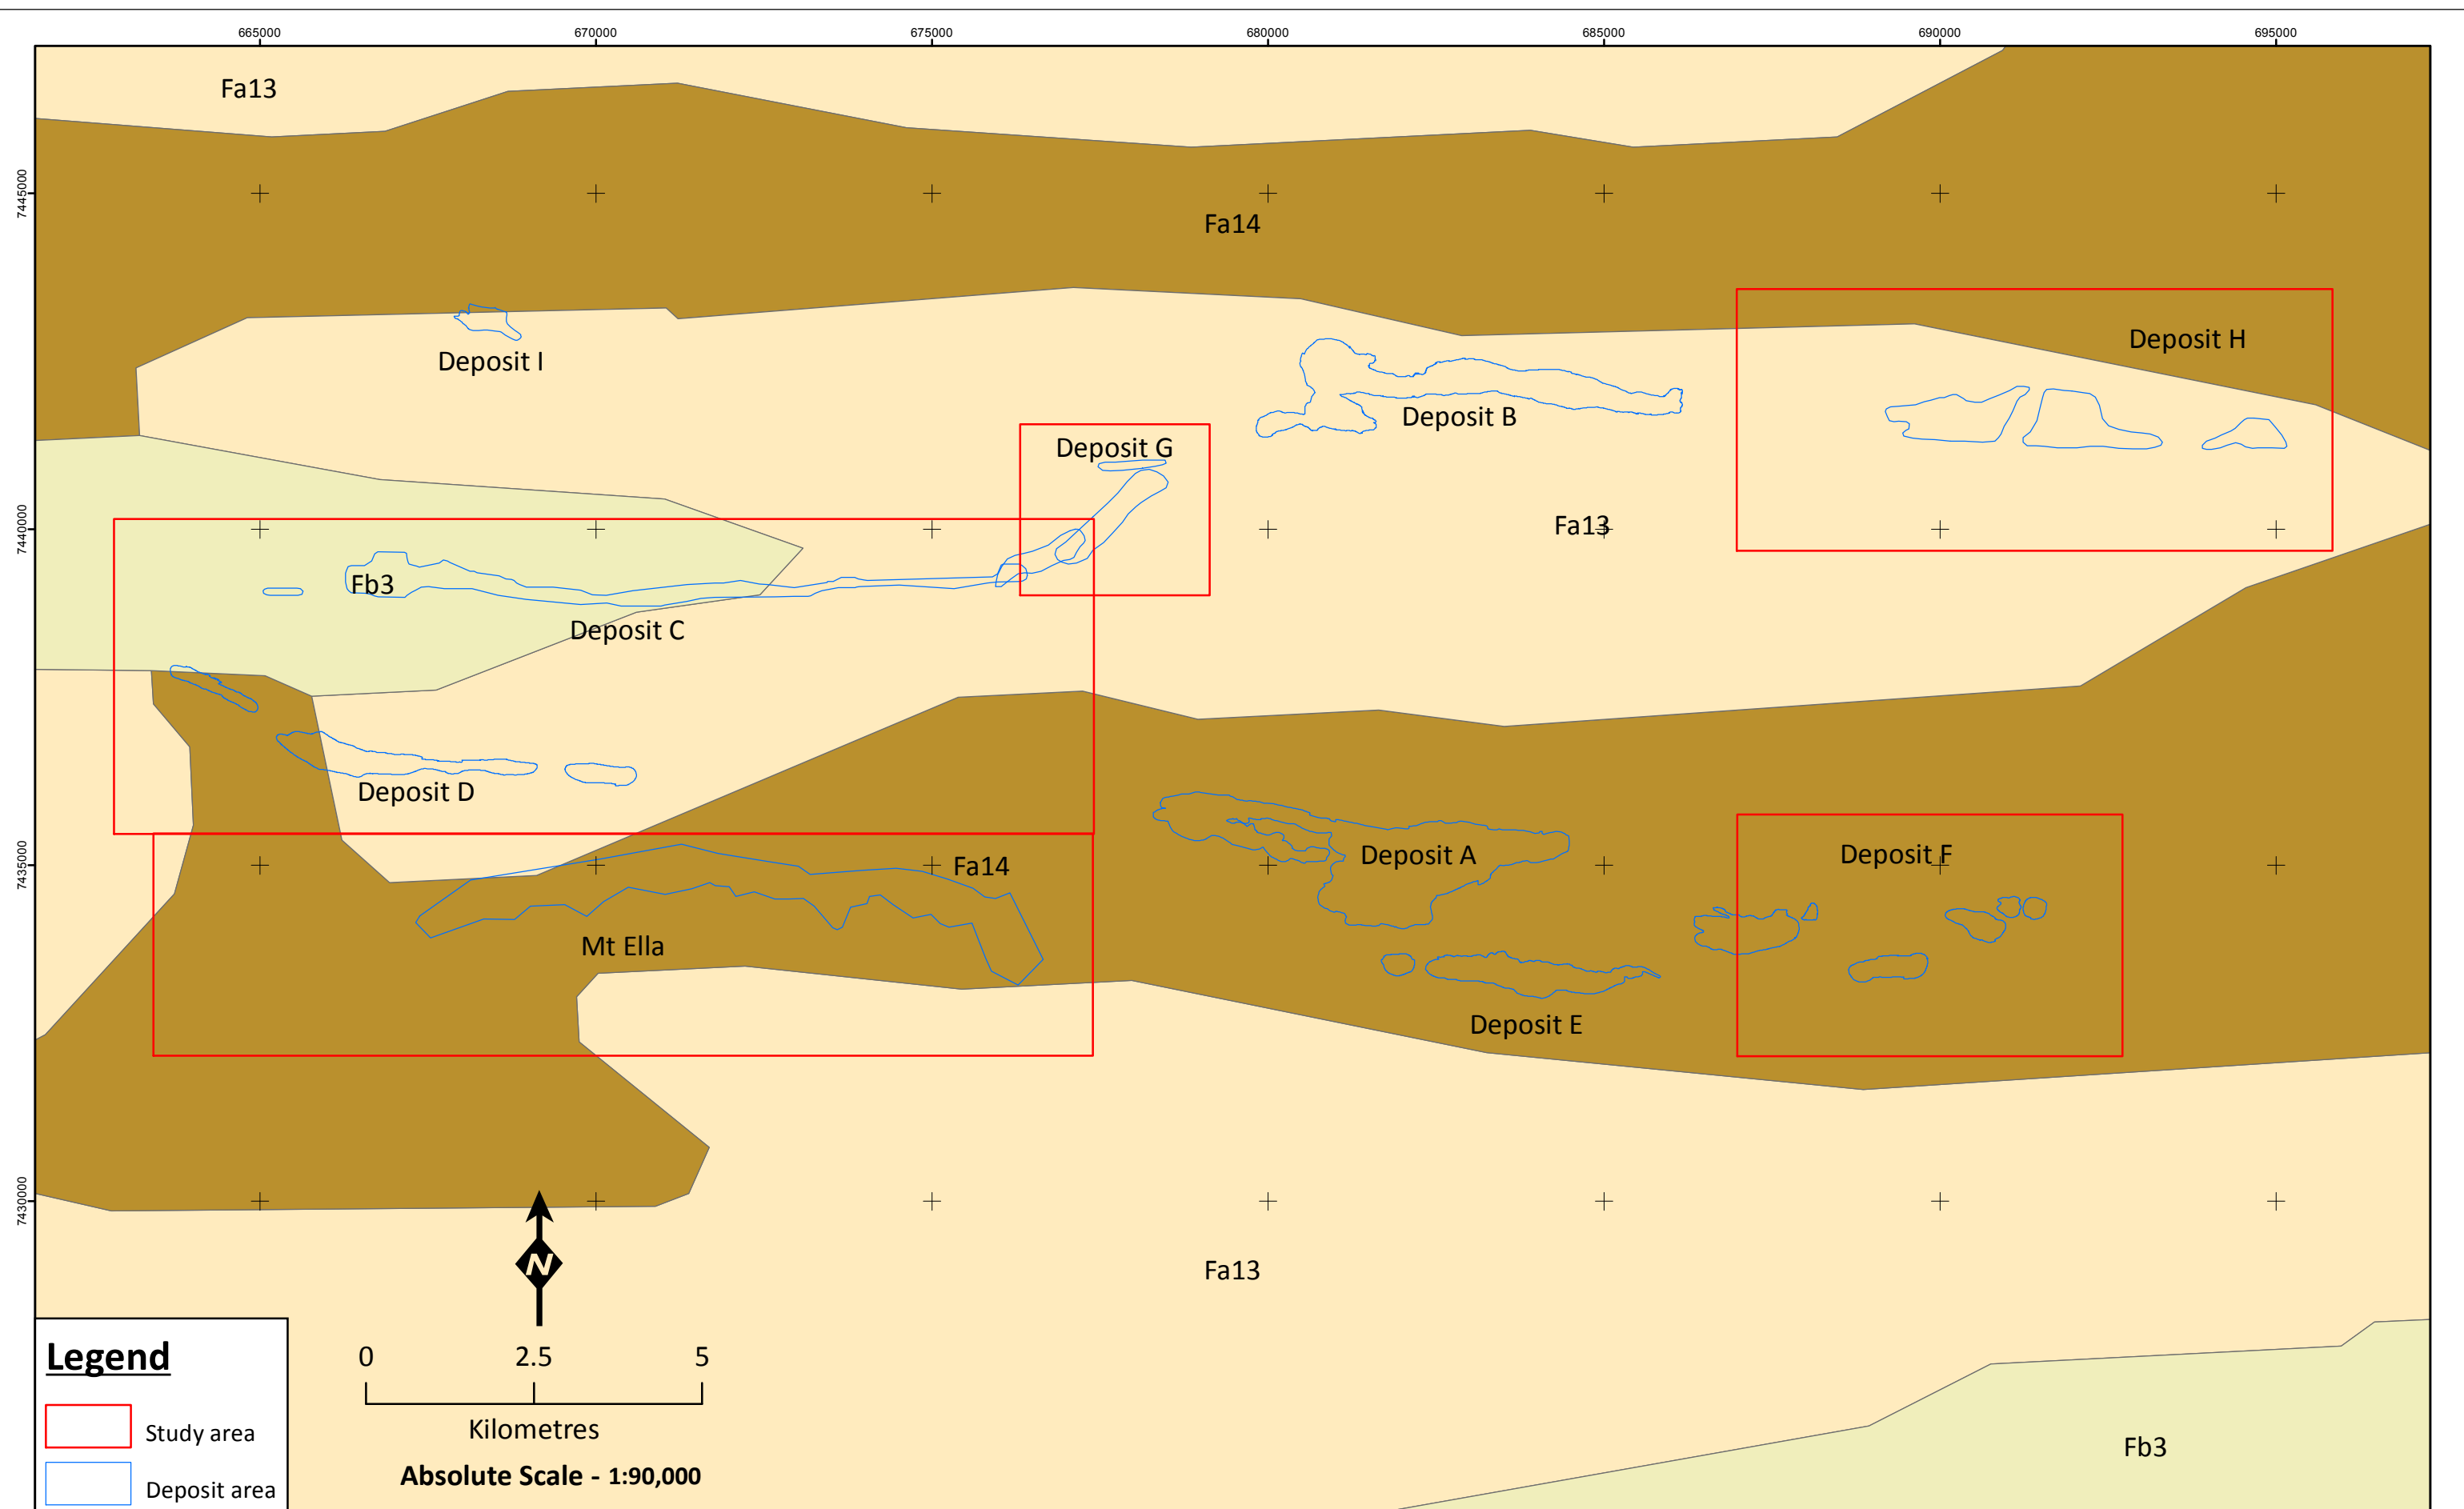 665000 670000 675000 680000 685000 690000 695000
Fa13
7445000
Fa14
Deposit H
Deposit I
Deposit B
Deposit G
7440000
Fa13
Fb3
Deposit C
Deposit D
Deposit A
Deposit F
7435000
Fa14
Mt Ella
Deposit E
7430000
N
Fa13
Legend
0 2.5 5
Study area
Kilometres
Fb3
Absolute Scale - 1:90,000
Deposit area